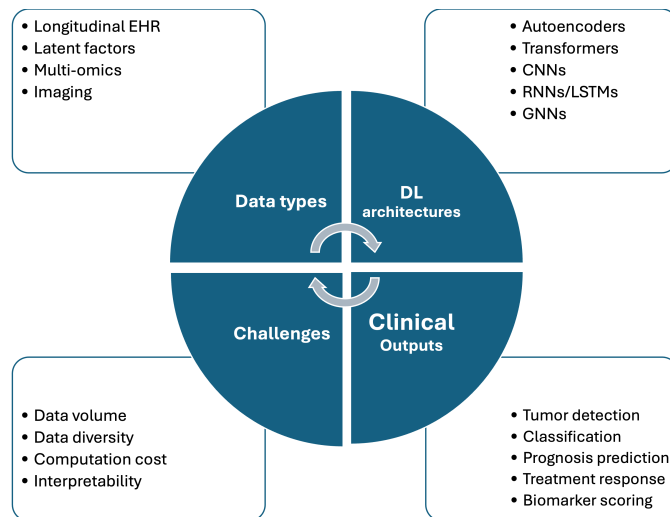 • Longitudinal EHR
• Latent factors
• Multi-omics
• Imaging
• Autoencoders
• Transformers
• CNNs
• RNNs/LSTMs
• GNNs
Data types
DL
architectures
Challenges
Clinical
Outputs
• Data volume
• Data diversity
• Computation cost
• Interpretability
• Tumor detection
• Classification
• Prognosis prediction
• Treatment response
• Biomarker scoring